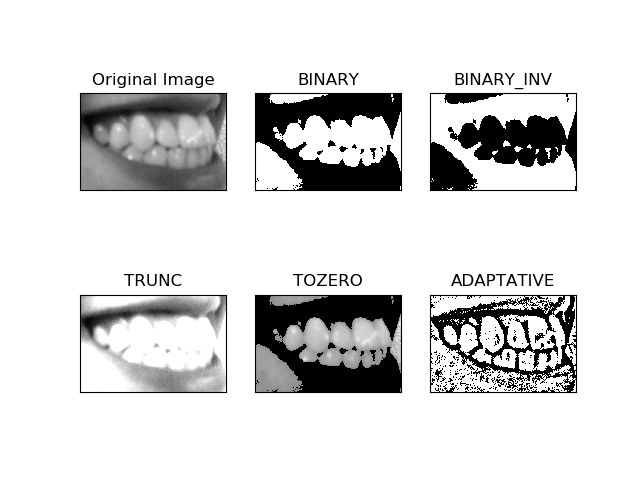 Original Image
BINARY
BINARY_INV
TRUNC
TOZERO
ADAPTATIVE